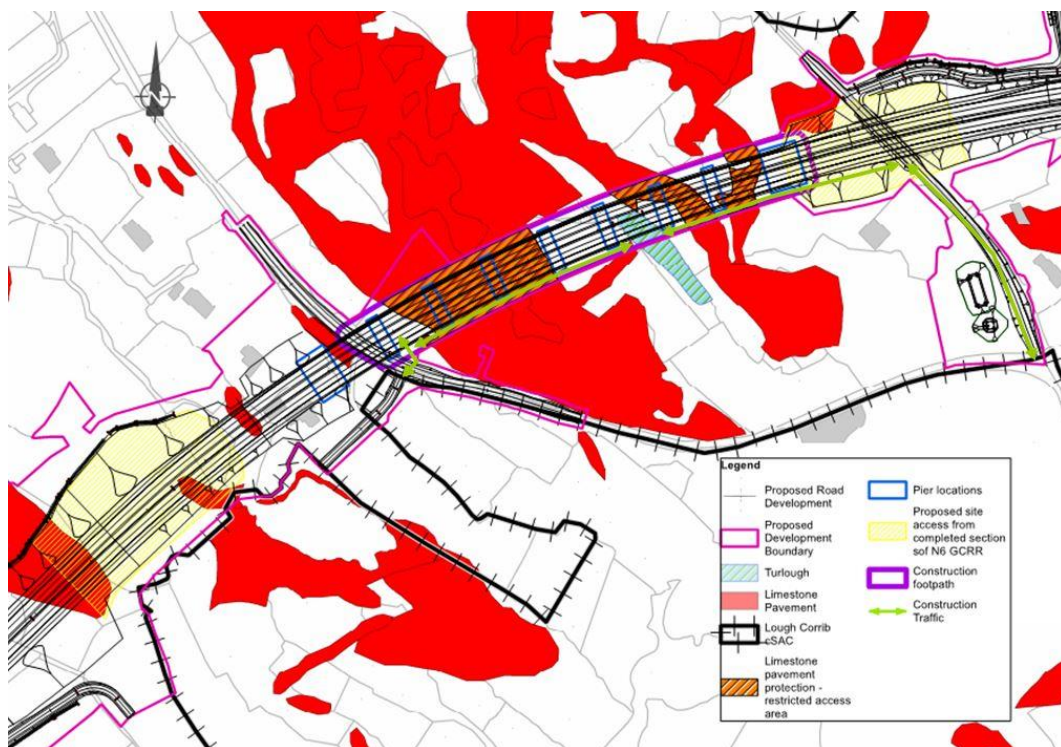 N
Legend
Proposed Road
Development
Proposed
Development
Boundary
Turlough
Limestone
Pavement
Lough Corrib
cSAC
Limestone
pavement
protection -
restricted access
area
Pier locations
Proposed site
access from
completed section
sof N6 GCRR
Construction
footpath
Construction
Traffic